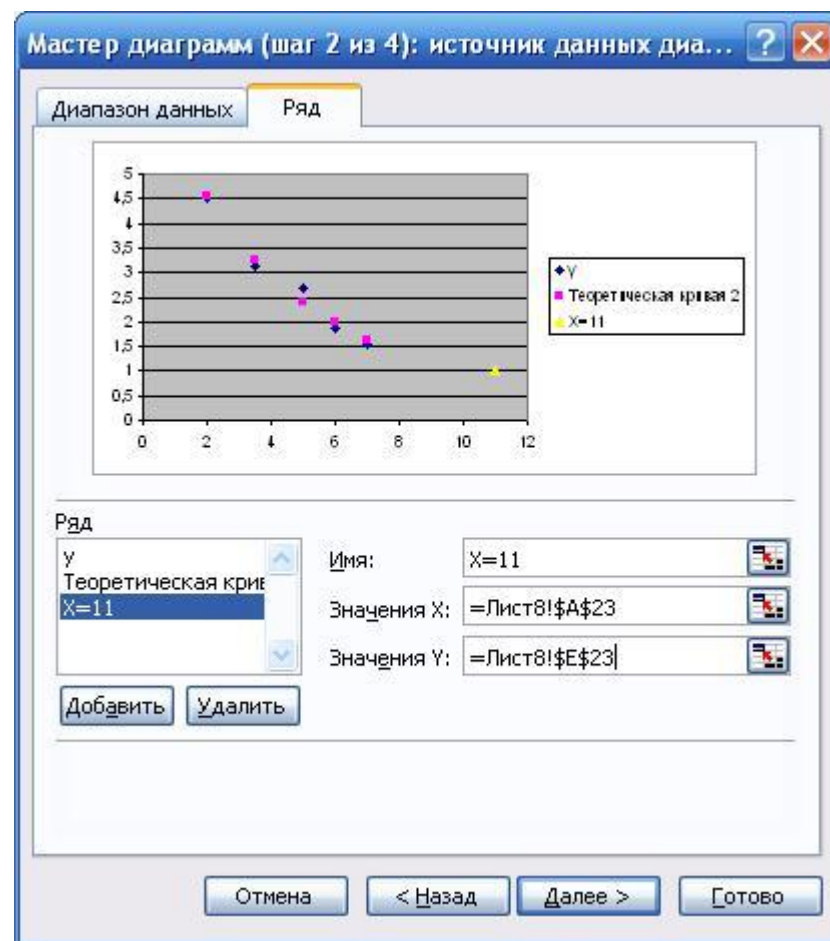 Мастер диаграмм (шаг 2 из 4): источник данных диа...
Диапазон данных Ряд
5
4,5
4
3,5
3
2,5
2
1,5
1
0,5
0
0 2 4 6 8 10 12
У
Теоретическая кривая 2
X=11
Ряд
У
Теоретическая крив
X=11
Имя: X=11
Значения X: =Лист8!$A$23
Значения Y: =Лист8!$E$23
Добавить Удалить
Отмена < Назад Далее > Готово